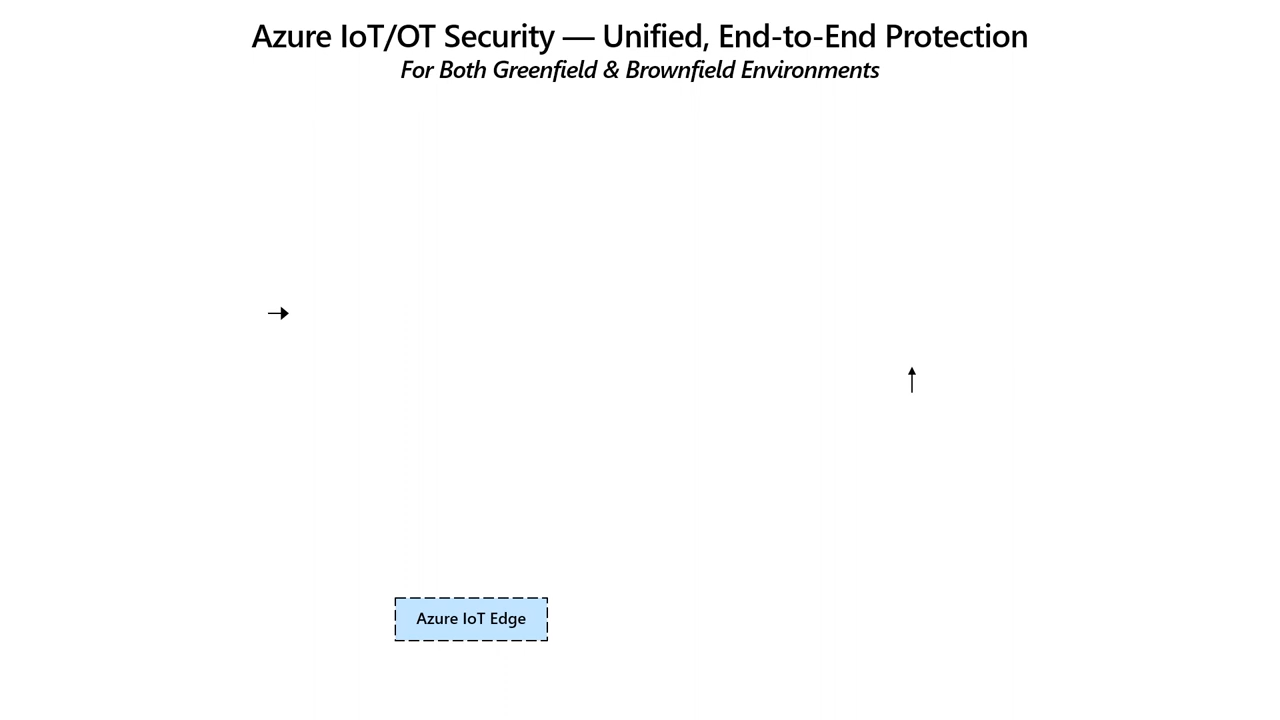 Azure IoT/OT Security — Unified, End-to-End Protection
For Both Greenfield & Brownfield Environments
Azure IoT Edge